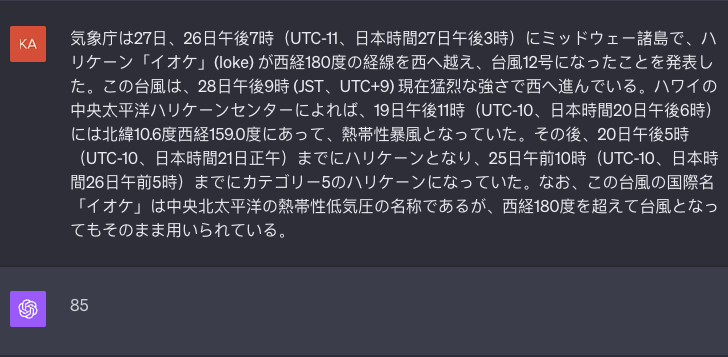 KA
気象庁は27日、26日午後7時（UTC-11、日本時間27日午後3時）にミッドウェー諸島で、ハ
リケーン「イオケ」(Ioke) が西経180度の経線を西へ越え、台風12号になったことを発表し
た。この台風は、28日午後9時 (JST、UTC+9) 現在猛烈な強さで西へ進んでいる。ハワイの
中央太平洋ハリケーンセンターによれば、19日午後11時（UTC-10、日本時間20日午後6時）
には北緯10.6度西経159.0度にあって、熱帯性暴風となっていた。その後、20日午後5時
（UTC-10、日本時間21日正午）までにハリケーンとなり、25日午前10時（UTC-10、日本時
間26日午前5時）までにカテゴリー5のハリケーンになっていた。なお、この台風の国際名
「イオケ」は中央北太平洋の熱帯性低気圧の名称であるが、西経180度を超えて台風となっ
てもそのまま用いられている。
85